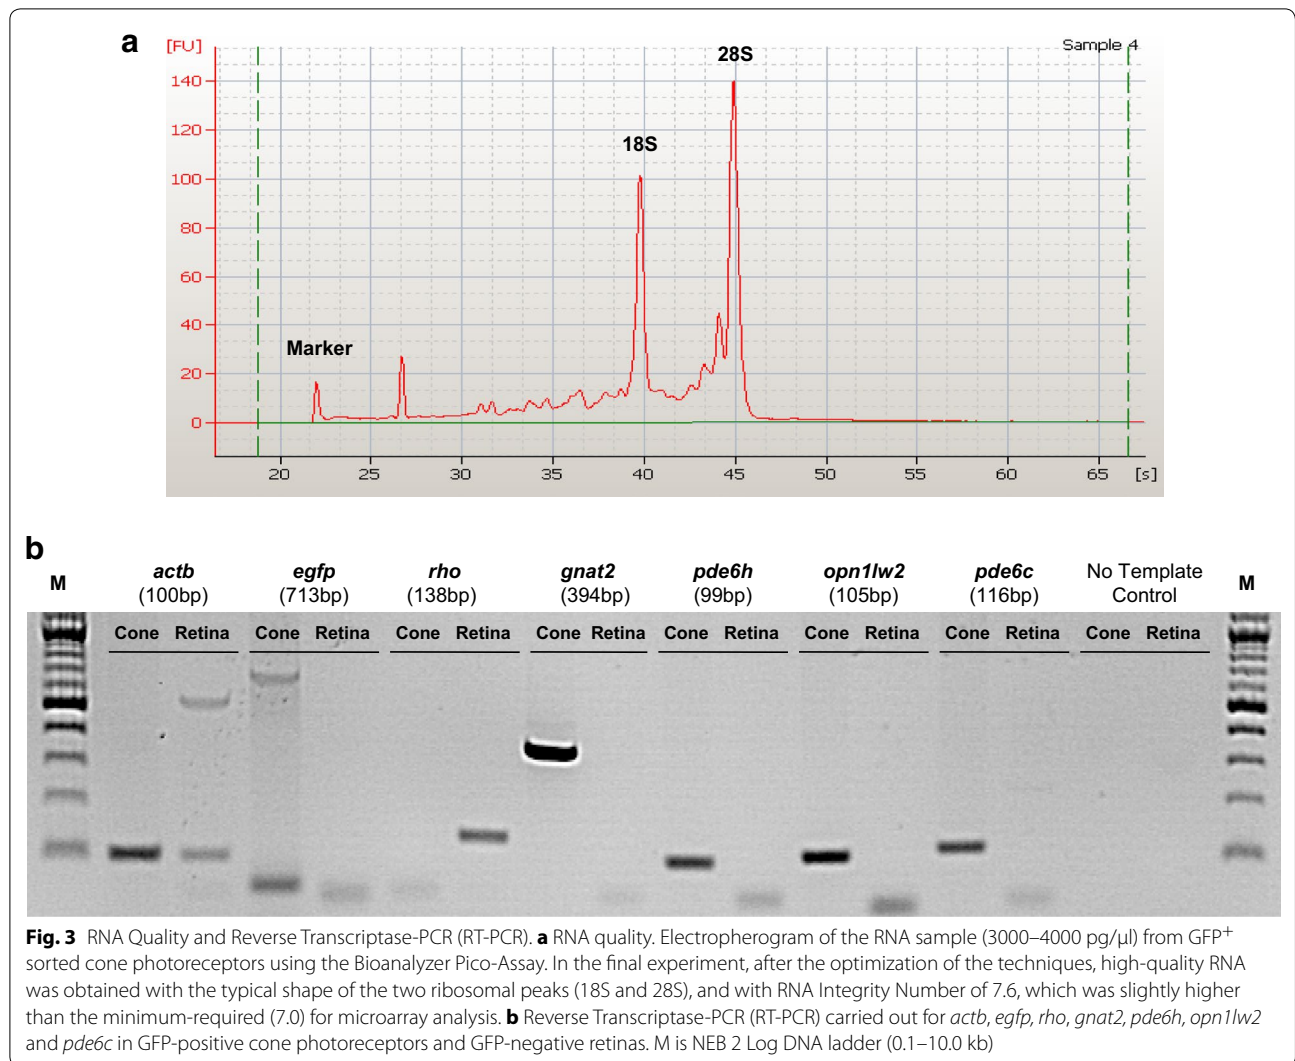 a
[FU]
Sample 4
28S
140
120
18S
100
80
60
40
Marker
20
0
20 25 30 35 40 45 50 55 60 65 [s]
b
M actb egfp rho gnat2 pde6h opn1lw2 pde6c No Template M
(100bp) (713bp) (138bp) (394bp) (99bp) (105bp) (116bp) Control
Cone Retina Cone Retina Cone Retina Cone Retina Cone Retina Cone Retina Cone Retina Cone Retina
Fig. 3 RNA Quality and Reverse Transcriptase-PCR (RT-PCR). a RNA quality. Electropherogram of the RNA sample (3000–4000 pg/µl) from GFP+
sorted cone photoreceptors using the Bioanalyzer Pico-Assay. In the final experiment, after the optimization of the techniques, high-quality RNA
was obtained with the typical shape of the two ribosomal peaks (18S and 28S), and with RNA Integrity Number of 7.6, which was slightly higher
than the minimum-required (7.0) for microarray analysis. b Reverse Transcriptase-PCR (RT-PCR) carried out for actb, egfp, rho, gnat2, pde6h, opn1lw2
and pde6c in GFP-positive cone photoreceptors and GFP-negative retinas. M is NEB 2 Log DNA ladder (0.1–10.0 kb)